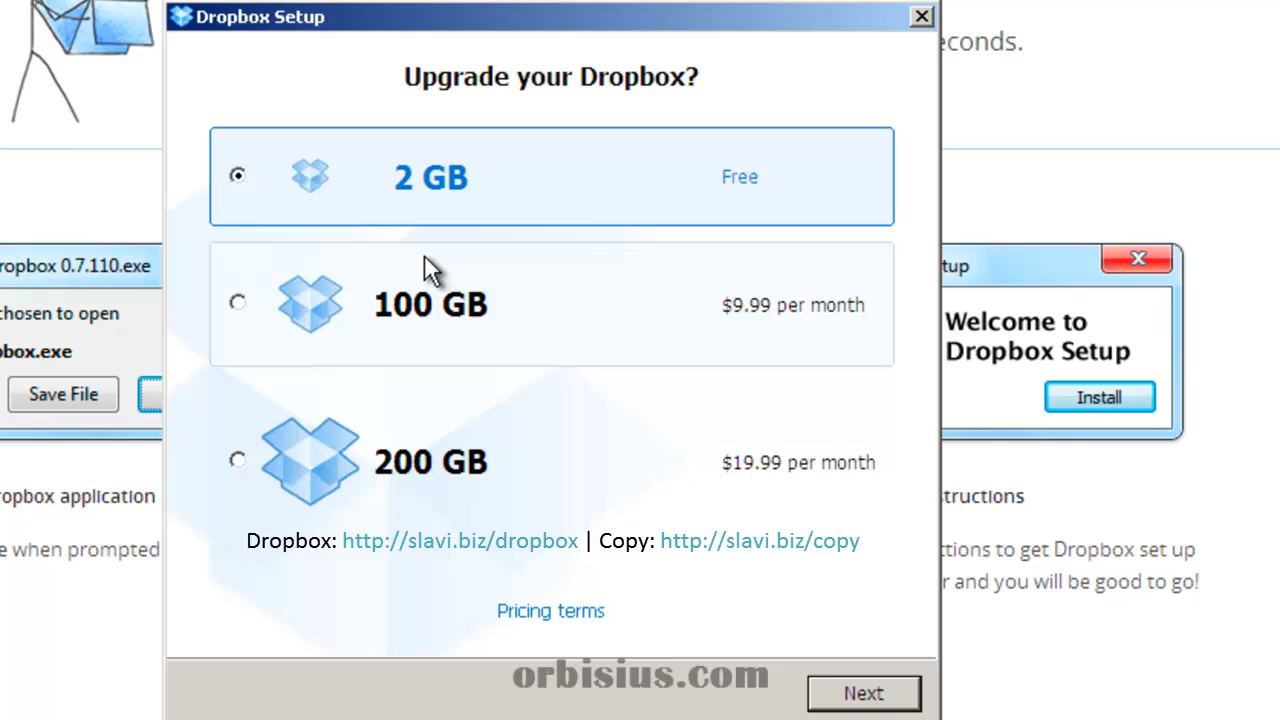 Dropbox Setup
econds.
Upgrade your Dropbox?
2 GB Free
100 GB $9.99 per month
200 GB $19.99 per month
Dropbox: http://slavi.biz/dropbox | Copy: http://slavi.biz/copy
Pricing terms
orbisius.com
Next
ropbox 0.7.110.exe
chosen to open
box.exe
Save File
ropbox application
e when prompted
tup
Welcome to
Dropbox Setup
Install
structions
ctions to get Dropbox set up
r and you will be good to go!